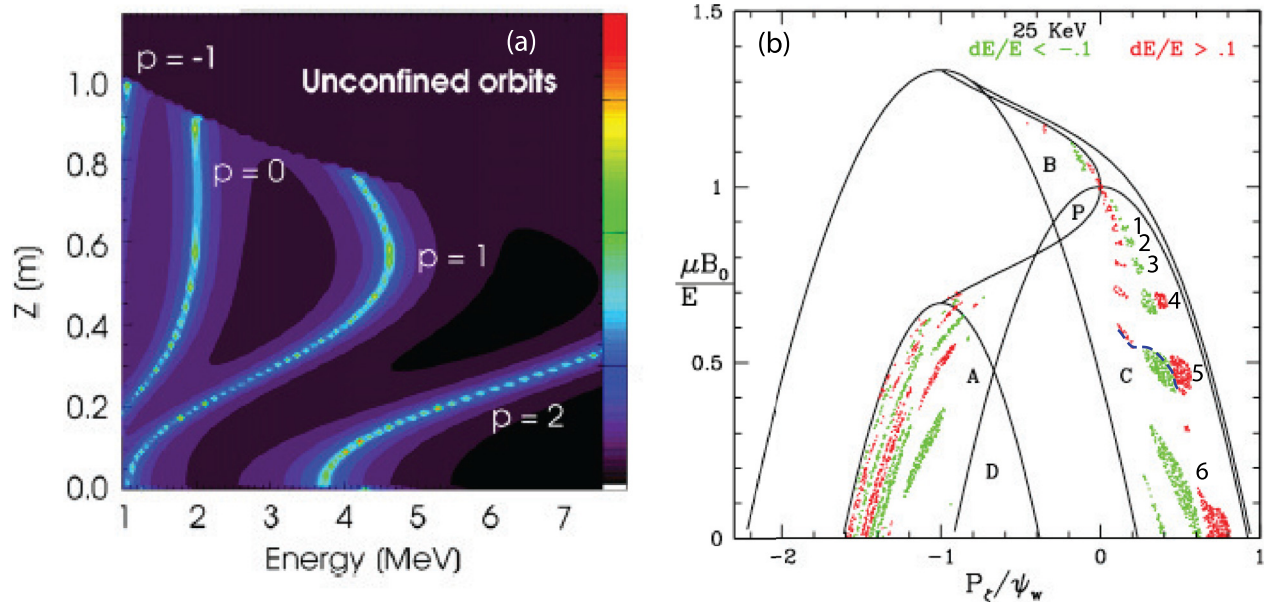 (a)
p = -1
Unconfined orbits
p = 0
p = 1
p = 2
1.0
0.8
0.6
0.4
0.2
0.0
Z (m)
1 2 3 4 5 6 7
Energy (MeV)
(b)
25 KeV
dE/E < -.1 dE/E > .1
1.5
1
0.5
0
μB₀
E
B
P
A
C
D
1
2
3
4
5
6
-2 -1 0 1
Pζ/ψw